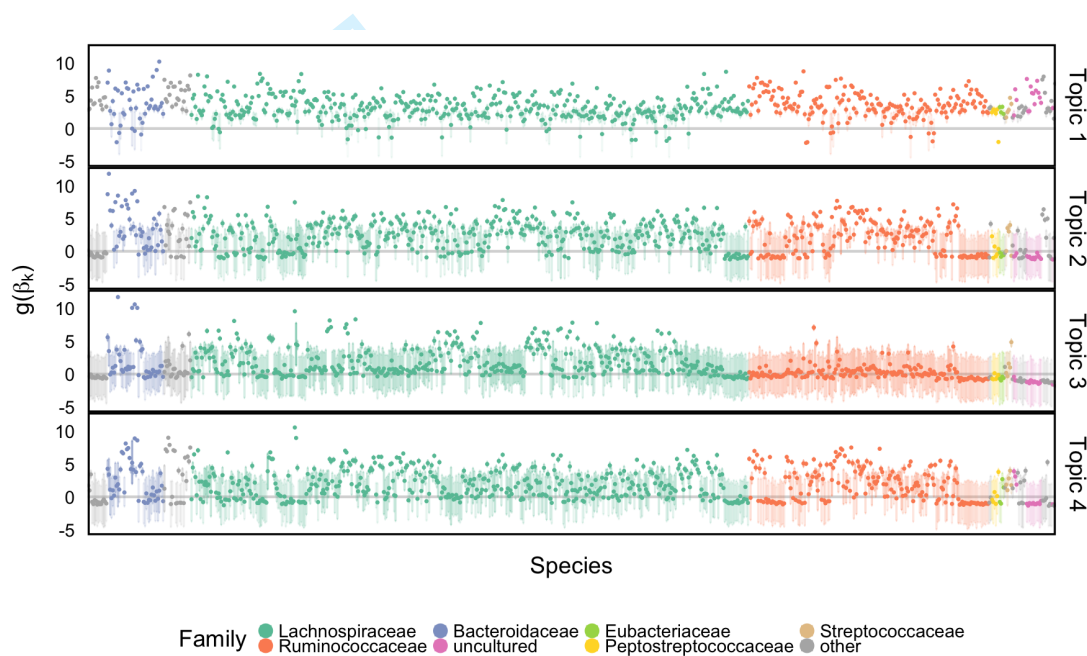 10
5
0
-5
Topic 1
10
5
0
-5
Topic 2
10
5
0
-5
Topic 3
10
5
0
-5
Topic 4
g(βk)
Species
Family
Lachnospiraceae
Bacteroidaceae
Eubacteriaceae
Streptococcaceae
Ruminococcaceae
uncultured
Peptostreptococcaceae
other